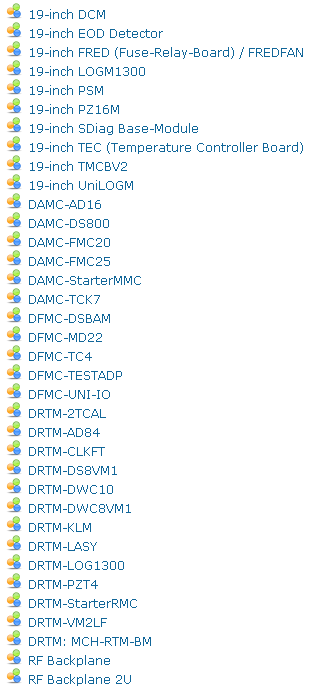 19-inch DCM
19-inch EOD Detector
19-inch FRED (Fuse-Relay-Board) / FREDFAN
19-inch LOGM1300
19-inch PSM
19-inch PZ16M
19-inch SDiag Base-Module
19-inch TEC (Temperature Controller Board)
19-inch TMCBV2
19-inch UniLOGM
DAMC-AD16
DAMC-DS800
DAMC-FMC20
DAMC-FMC25
DAMC-StarterMMC
DAMC-TCK7
DFMC-DSBAM
DFMC-MD22
DFMC-TC4
DFMC-TESTADP
DFMC-UNI-IO
DRTM-2TCAL
DRTM-AD84
DRTM-CLKFT
DRTM-DS8VM1
DRTM-DWC10
DRTM-DWC8VM1
DRTM-KLM
DRTM-LASY
DRTM-LOG1300
DRTM-PZT4
DRTM-StarterRMC
DRTM-VM2LF
DRTM: MCH-RTM-BM
RF Backplane
RF Backplane 2U